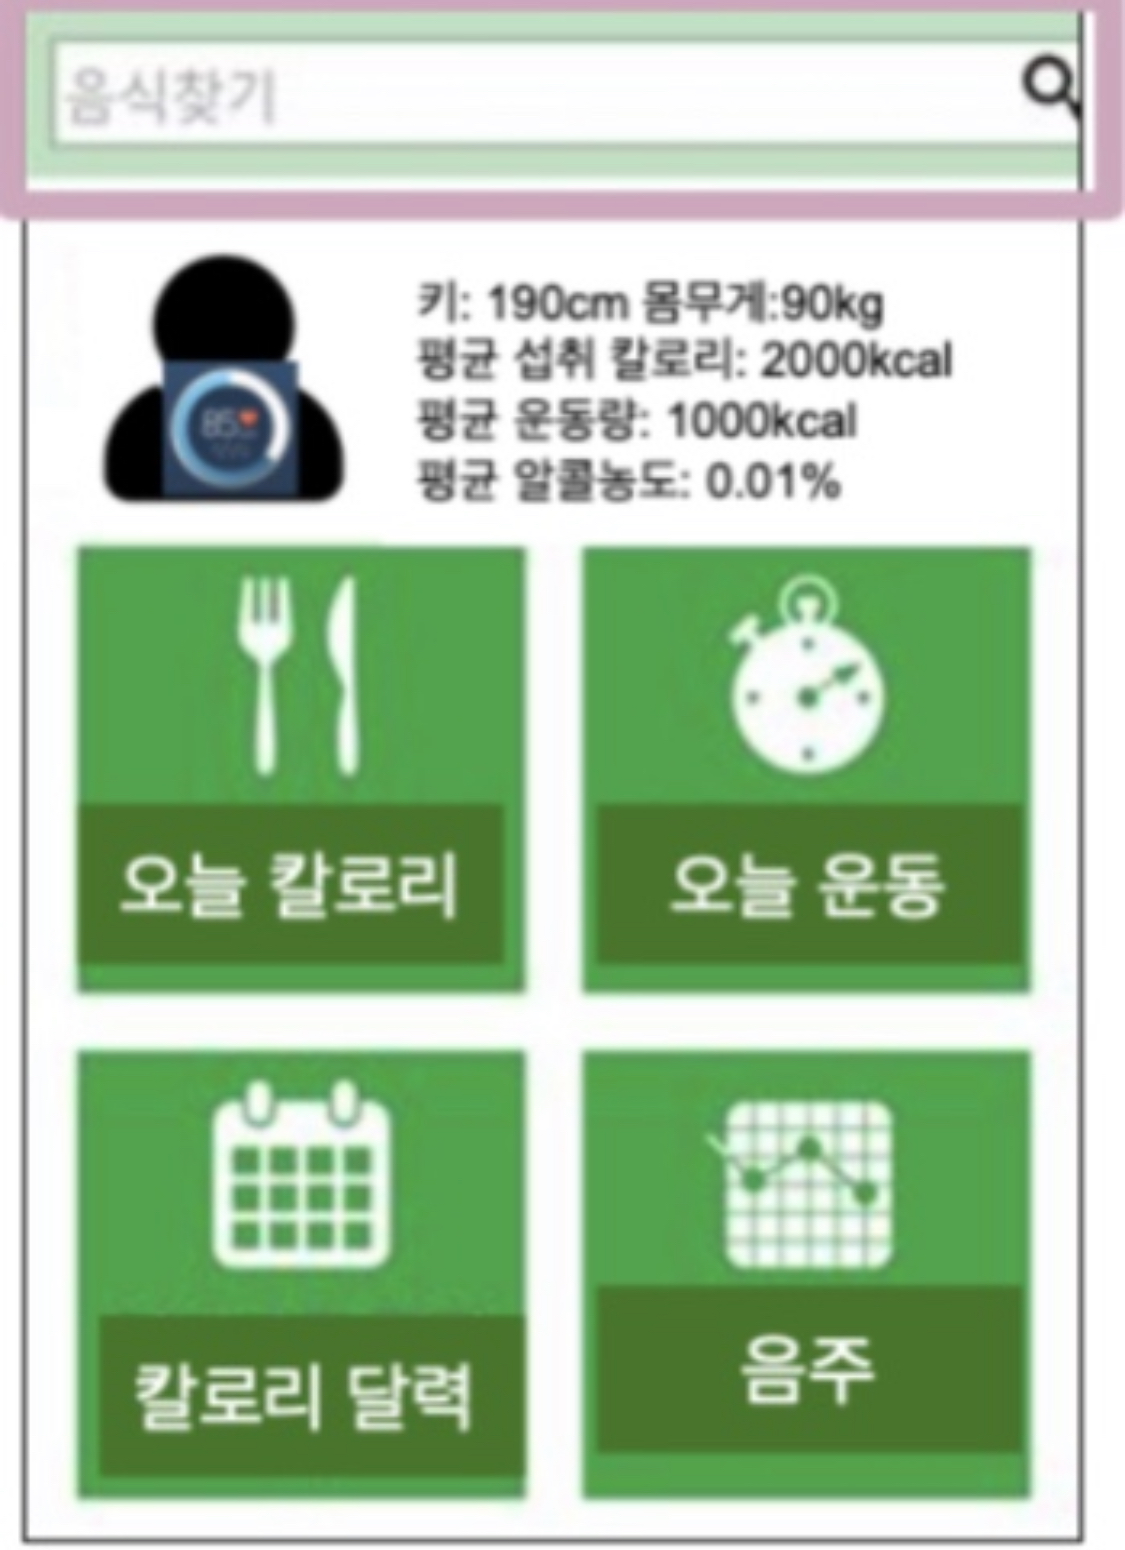 음식찾기
키: 190cm 몸무게:90kg
평균 섭취 칼로리: 2000kcal
평균 운동량: 1000kcal
평균 알콜농도: 0.01%
85
오늘 칼로리
오늘 운동
칼로리 달력
음주